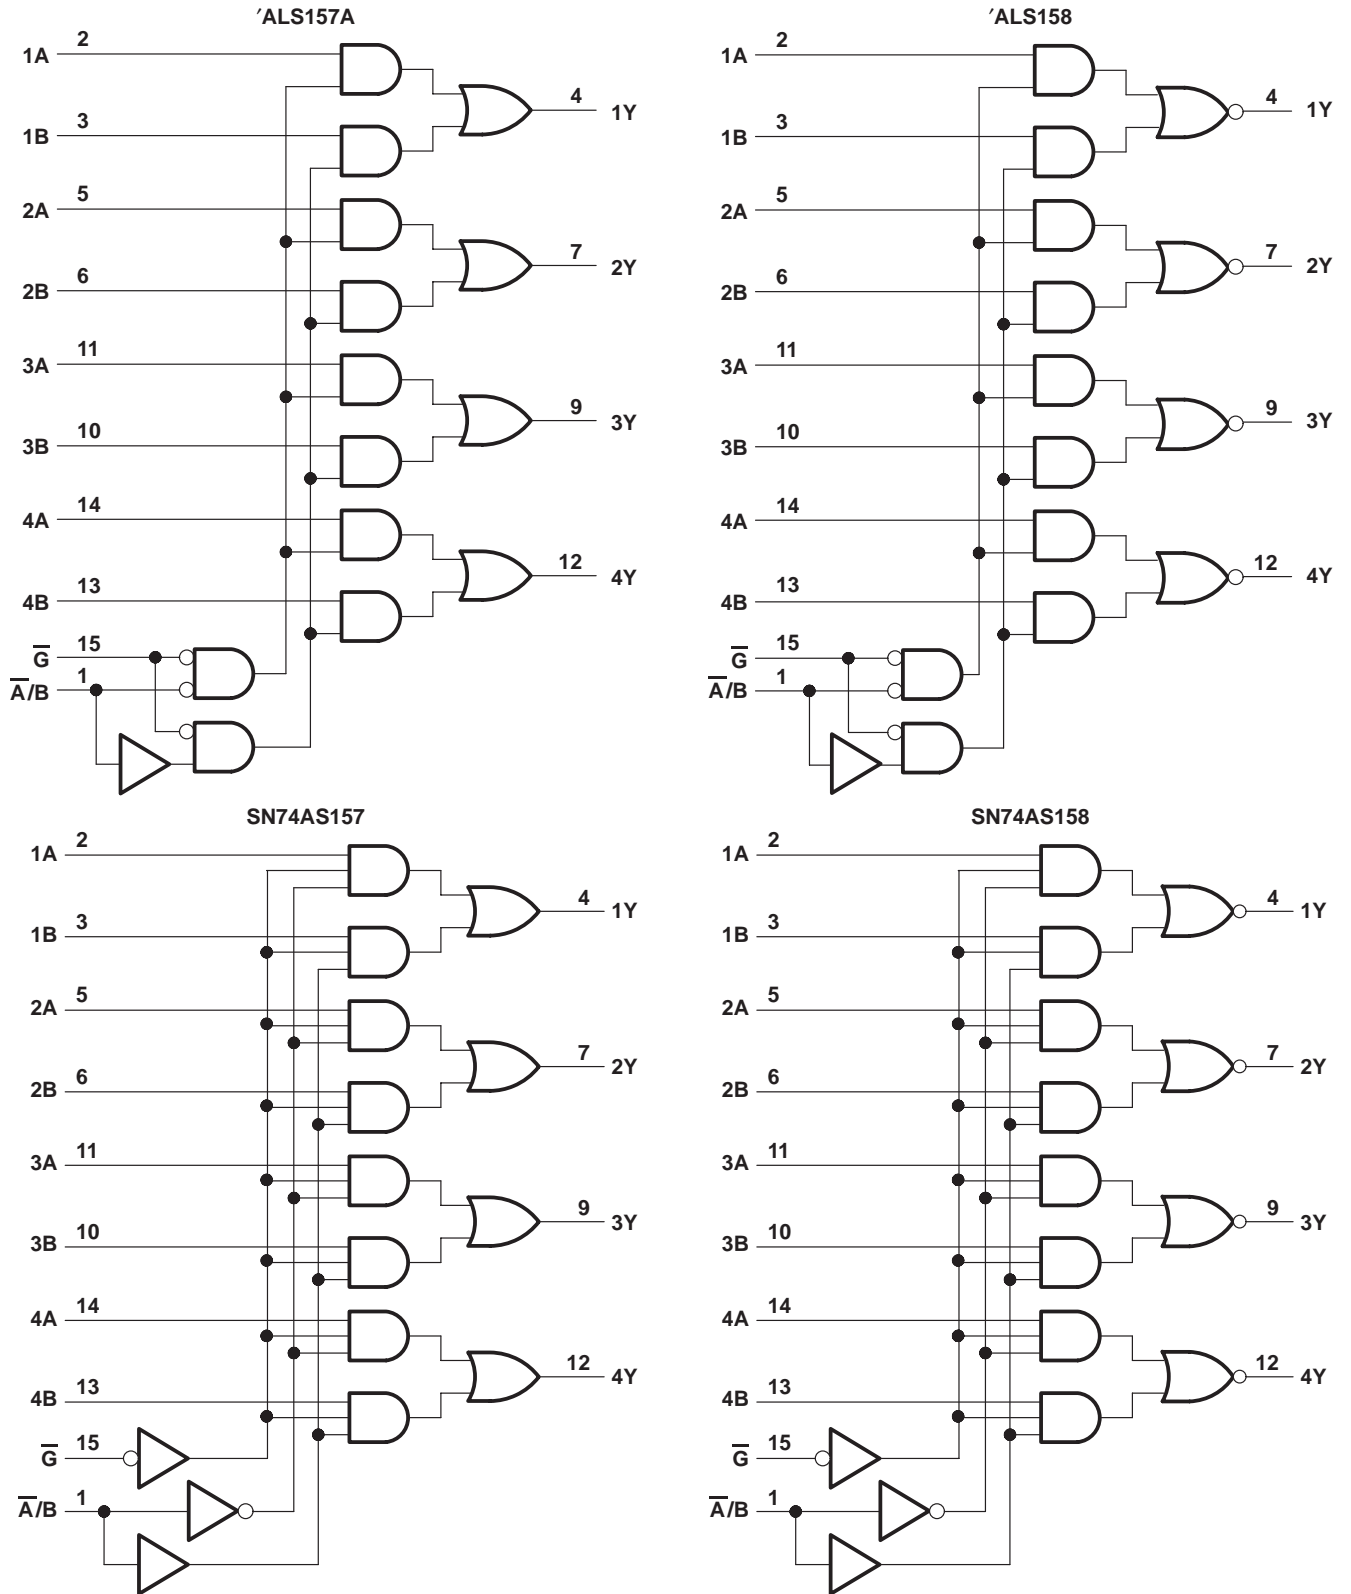 ′ALS157A
1A 2
4 1Y
1B 3
2A 5
7 2Y
2B 6
3A 11
9 3Y
3B 10
4A 14
12 4Y
4B 13
G̅ 15
A̅/B 1
′ALS158
1A 2
4 1Y
1B 3
2A 5
7 2Y
2B 6
3A 11
9 3Y
3B 10
4A 14
12 4Y
4B 13
G̅ 15
A̅/B 1
SN74AS157
1A 2
4 1Y
1B 3
2A 5
7 2Y
2B 6
3A 11
9 3Y
3B 10
4A 14
12 4Y
4B 13
G̅ 15
A̅/B 1
SN74AS158
1A 2
4 1Y
1B 3
2A 5
7 2Y
2B 6
3A 11
9 3Y
3B 10
4A 14
12 4Y
4B 13
G̅ 15
A̅/B 1